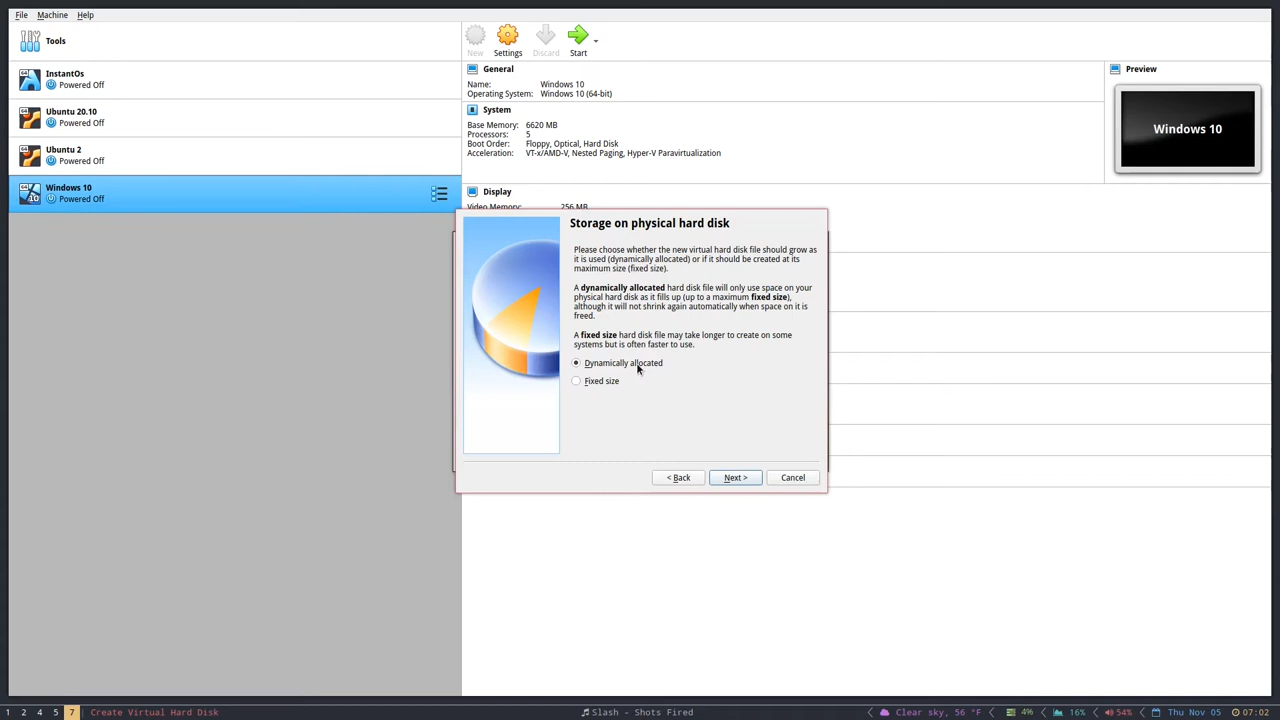 File Machine Help
Tools
64 InstantOs
Powered Off
64 Ubuntu 20.10
Powered Off
64 Ubuntu 2
Powered Off
64 10 Windows 10
Powered Off
New Settings Discard Start
General
Name: Windows 10
Operating System: Windows 10 (64-bit)
System
Base Memory: 6620 MB
Processors: 5
Boot Order: Floppy, Optical, Hard Disk
Acceleration: VT-x/AMD-V, Nested Paging, Hyper-V Paravirtualization
Display
Video Memory: 256 MB
Preview
Windows 10
Storage on physical hard disk
Please choose whether the new virtual hard disk file should grow as
it is used (dynamically allocated) or if it should be created at its
maximum size (fixed size).
A dynamically allocated hard disk file will only use space on your
physical hard disk as it fills up (up to a maximum fixed size),
although it will not shrink again automatically when space on it is
freed.
A fixed size hard disk file may take longer to create on some
systems but is often faster to use.
Dynamically allocated
Fixed size
< Back Next > Cancel
1 2 4 5 7 Create Virtual Hard Disk Slash - Shots Fired Clear sky, 56 °F 4% 16% 54% Thu Nov 05 07:02